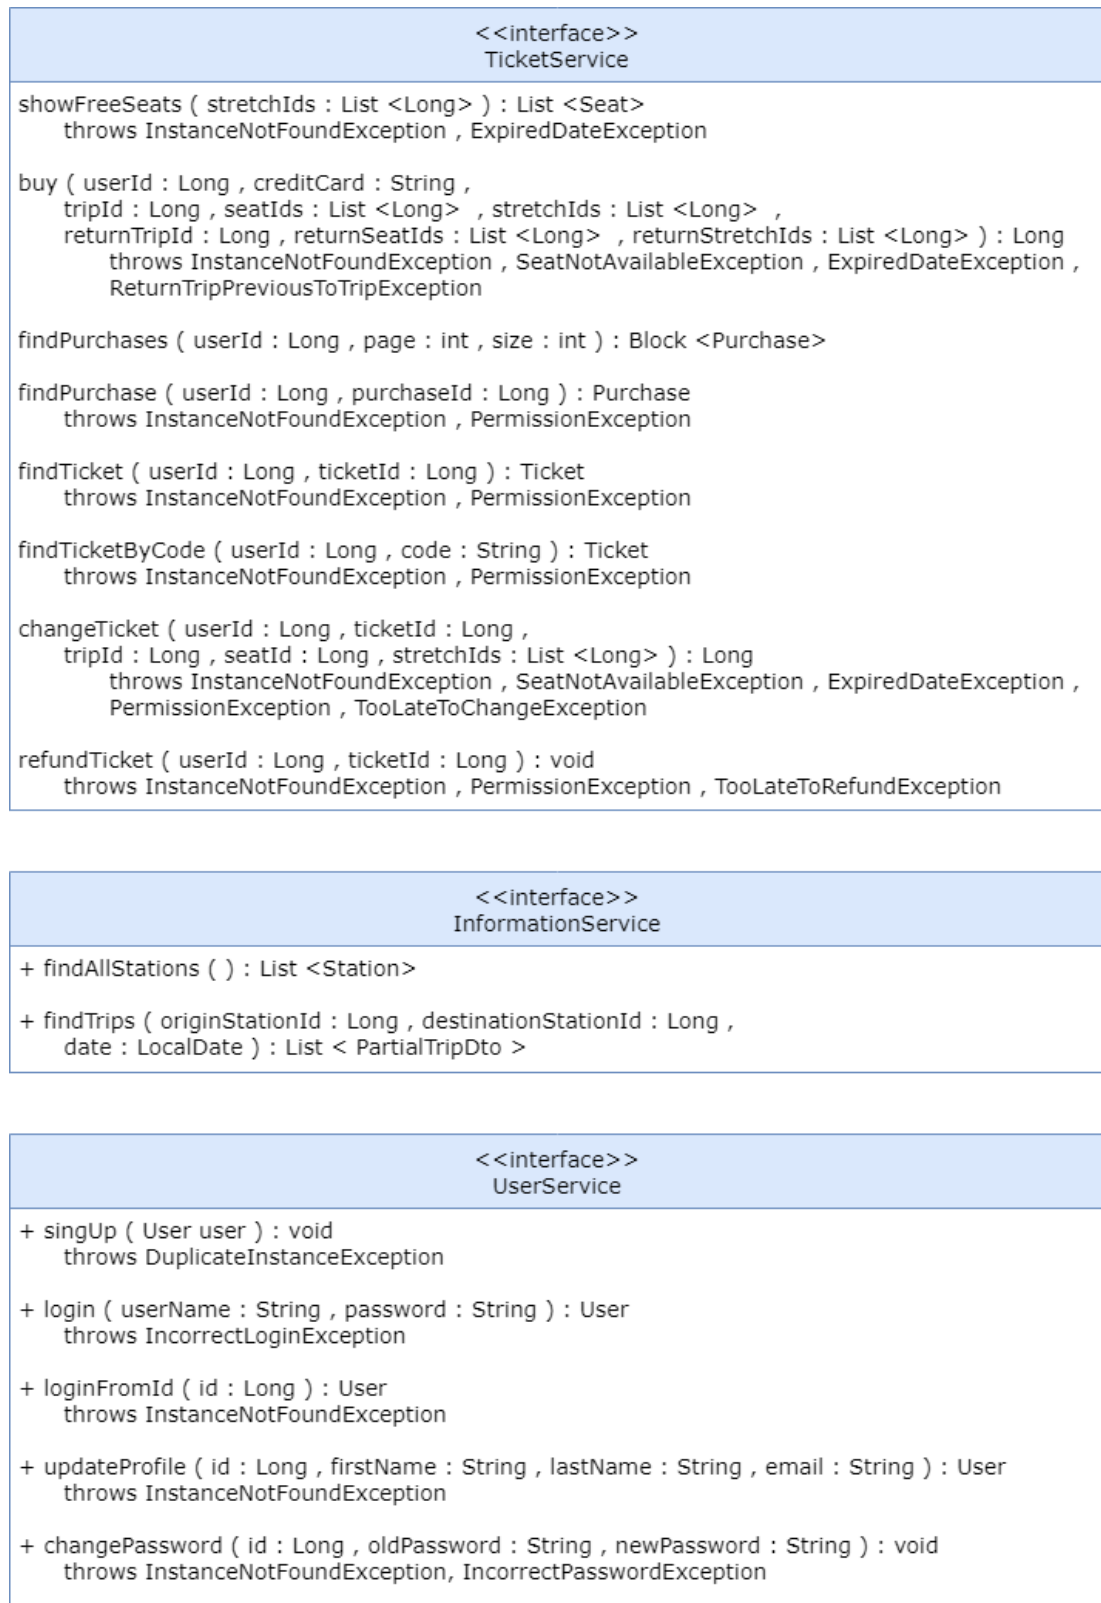 <<interface>>
TicketService
showFreeSeats ( stretchIds : List <Long> ) : List <Seat>
throws InstanceNotFoundException , ExpiredDateException
buy ( userId : Long , creditCard : String ,
tripId : Long , seatIds : List <Long> , stretchIds : List <Long> ,
returnTripId : Long , returnSeatIds : List <Long> , returnStretchIds : List <Long> ) : Long
throws InstanceNotFoundException , SeatNotAvailableException , ExpiredDateException ,
ReturnTripPreviousToTripException
findPurchases ( userId : Long , page : int , size : int ) : Block <Purchase>
findPurchase ( userId : Long , purchaseId : Long ) : Purchase
throws InstanceNotFoundException , PermissionException
findTicket ( userId : Long , ticketId : Long ) : Ticket
throws InstanceNotFoundException , PermissionException
findTicketByCode ( userId : Long , code : String ) : Ticket
throws InstanceNotFoundException , PermissionException
changeTicket ( userId : Long , ticketId : Long ,
tripId : Long , seatId : Long , stretchIds : List <Long> ) : Long
throws InstanceNotFoundException , SeatNotAvailableException , ExpiredDateException ,
PermissionException , TooLateToChangeException
refundTicket ( userId : Long , ticketId : Long ) : void
throws InstanceNotFoundException , PermissionException , TooLateToRefundException
<<interface>>
InformationService
+ findAllStations ( ) : List <Station>
+ findTrips ( originStationId : Long , destinationStationId : Long ,
date : LocalDate ) : List < PartialTripDto >
<<interface>>
UserService
+ singUp ( User user ) : void
throws DuplicateInstanceException
+ login ( userName : String , password : String ) : User
throws IncorrectLoginException
+ loginFromId ( id : Long ) : User
throws InstanceNotFoundException
+ updateProfile ( id : Long , firstName : String , lastName : String , email : String ) : User
throws InstanceNotFoundException
+ changePassword ( id : Long , oldPassword : String , newPassword : String ) : void
throws InstanceNotFoundException, IncorrectPasswordException